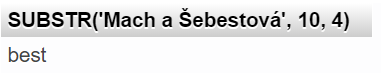 SUBSTR('Mach a Šebestová', 10, 4)
best